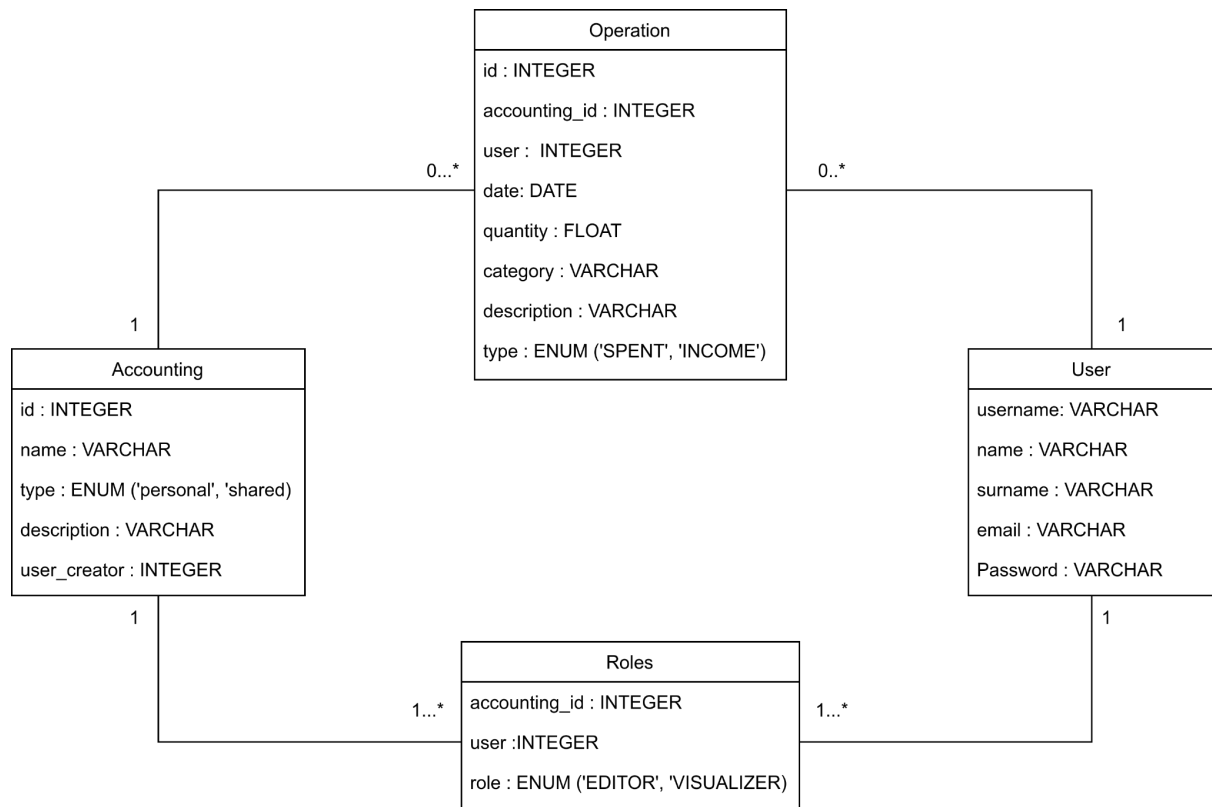 Operation
id : INTEGER
accounting_id : INTEGER
user :  INTEGER
date: DATE
quantity : FLOAT
category : VARCHAR
description : VARCHAR
type : ENUM ('SPENT', 'INCOME')
0...*
0..*
1
1
Accounting
id : INTEGER
name : VARCHAR
type : ENUM ('personal', 'shared)
description : VARCHAR
user_creator : INTEGER
User
username: VARCHAR
name : VARCHAR
surname : VARCHAR
email : VARCHAR
Password : VARCHAR
1
1
1...*
1...*
Roles
accounting_id : INTEGER
user :INTEGER
role : ENUM ('EDITOR', 'VISUALIZER)